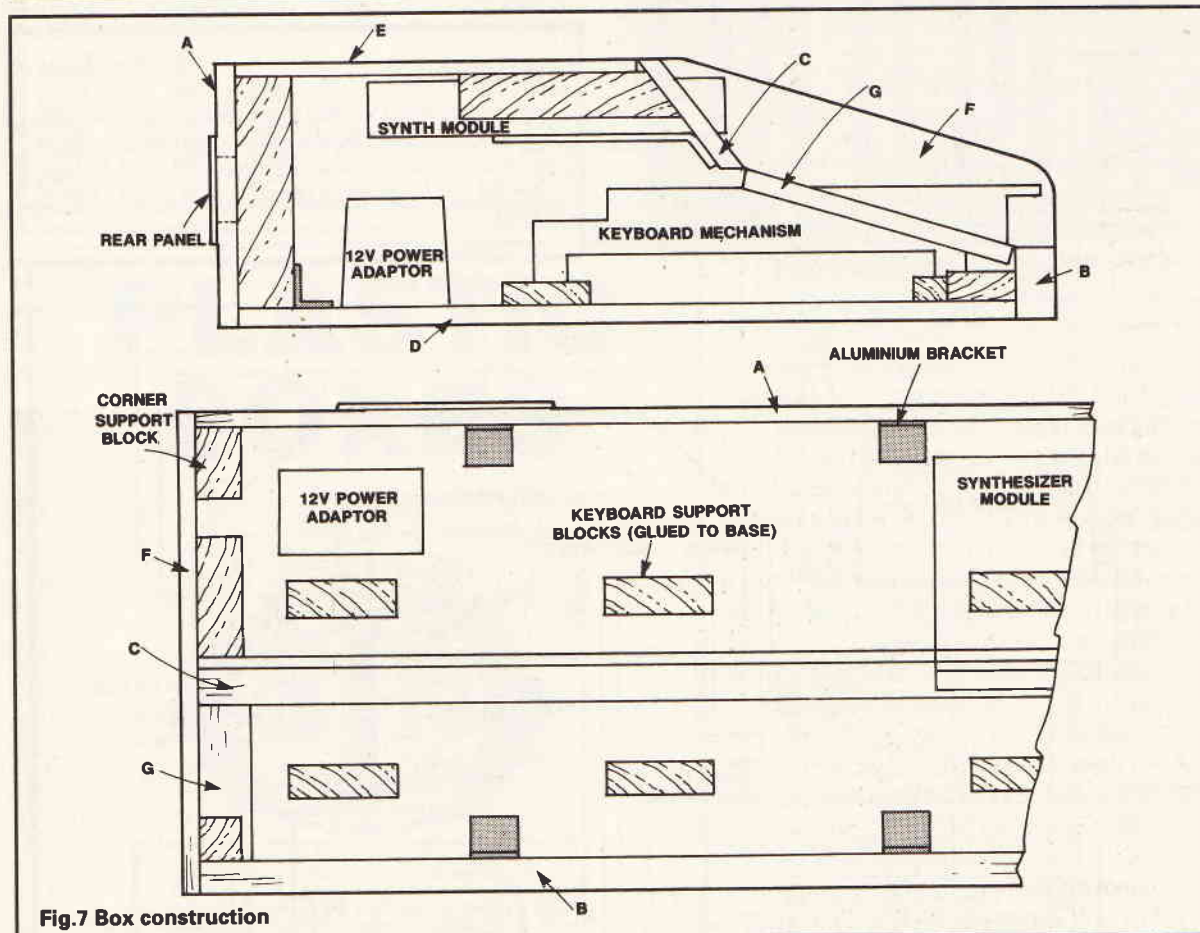 A
E
C
G
F
SYNTH MODULE
REAR PANEL
12V POWER
ADAPTOR
KEYBOARD MECHANISM
B
D
ALUMINIUM BRACKET
A
CORNER
SUPPORT
BLOCK
12V POWER
ADAPTOR
SYNTHESIZER
MODULE
KEYBOARD SUPPORT
BLOCKS (GLUED TO BASE)
F
C
G
B
Fig.7 Box construction